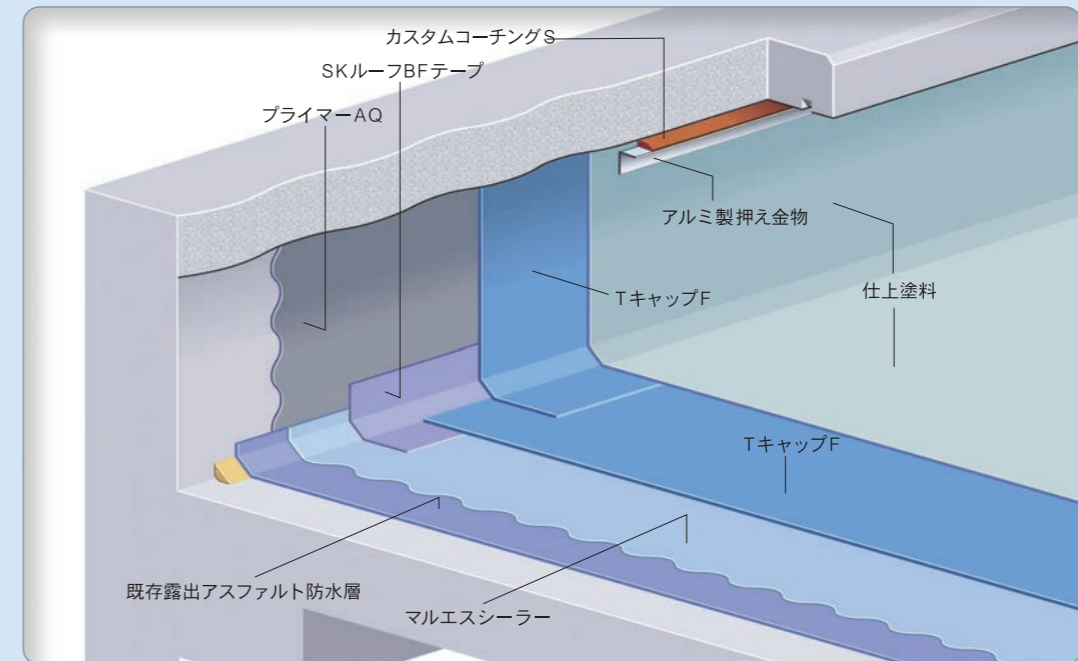 カスタムコーチングS
SKルーフBFテープ
プライマーAQ
アルミ製押え金物
TキャップF
仕上塗料
TキャップF
既存露出アスファルト防水層
マルエスシーラー